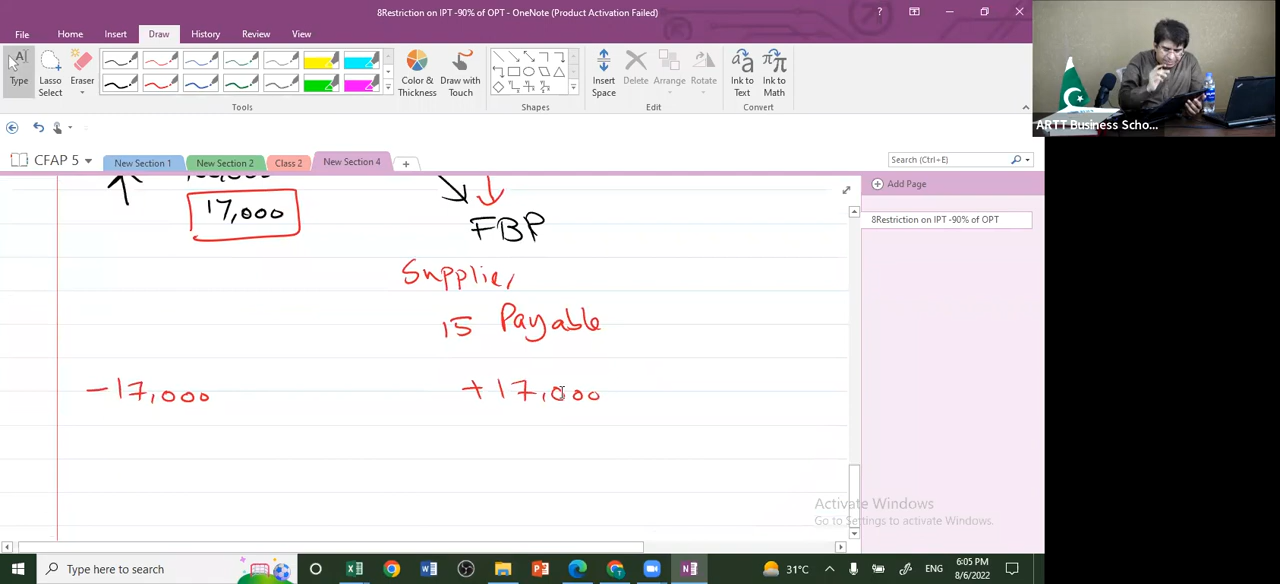 8Restriction on IPT -90% of OPT - OneNote (Product Activation Failed)
?
File Home Insert Draw History Review View
Type
Lasso Select
Eraser
Color & Thickness
Draw with Touch
Insert Space
Delete
Arrange
Rotate
Ink to Text
Ink to Math
Tools
Shapes
Edit
Convert
ARTT Business Scho...
CFAP 5
New Section 1
New Section 2
Class 2
New Section 4
Search (Ctrl+E)
Add Page
8Restriction on IPT -90% of OPT
17,000
FBR
Supplier
15 Payable
-17,000
+17,000
Activate Windows
Go to Settings to activate Windows.
Type here to search
31°C
ENG
6:05 PM
8/6/2022